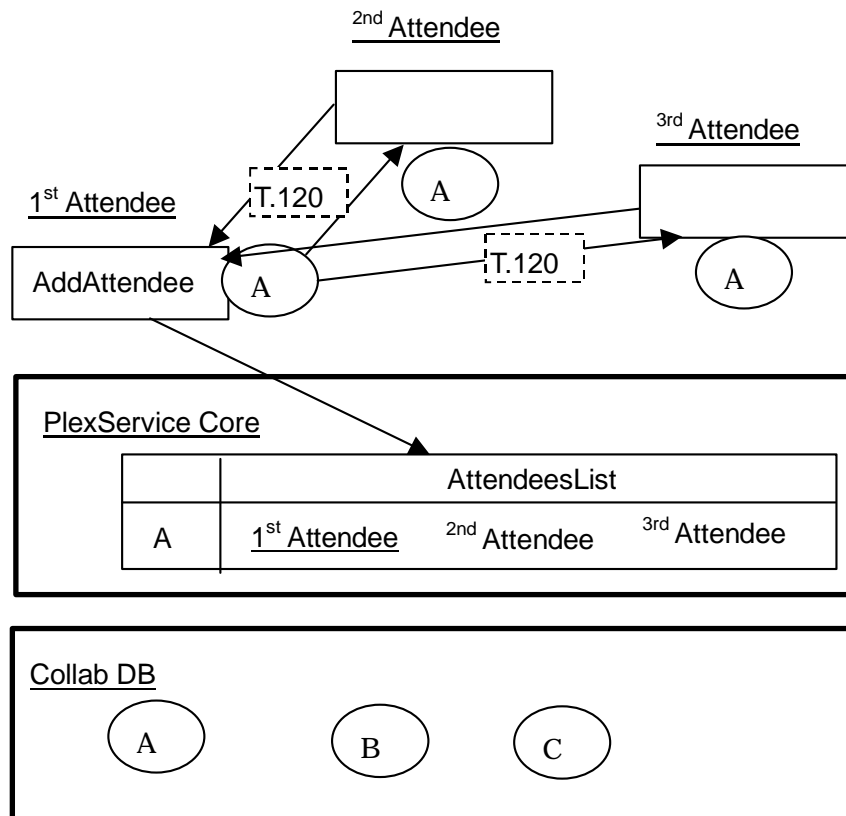 2nd Attendee
3rd Attendee
A
T.120
1st Attendee
T.120
AddAttendee
A
A
PlexService Core
AttendeesList
A 1st Attendee 2nd Attendee 3rd Attendee
Collab DB
A B C